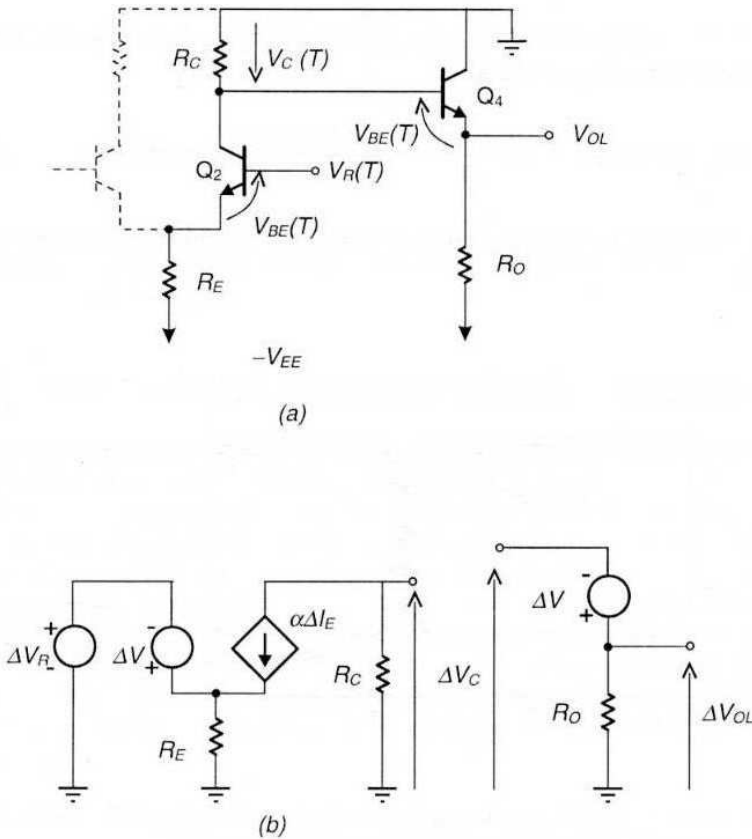 R_C
V_C(T)
Q_4
V_BE(T)
V_OL
Q_2
V_R(T)
V_BE(T)
R_E
R_O
–V_EE
(a)
+
-
ΔV_R
-
+
ΔV
αΔI_E
R_C
R_E
ΔV_C
-
+
ΔV
R_O
ΔV_OL
(b)